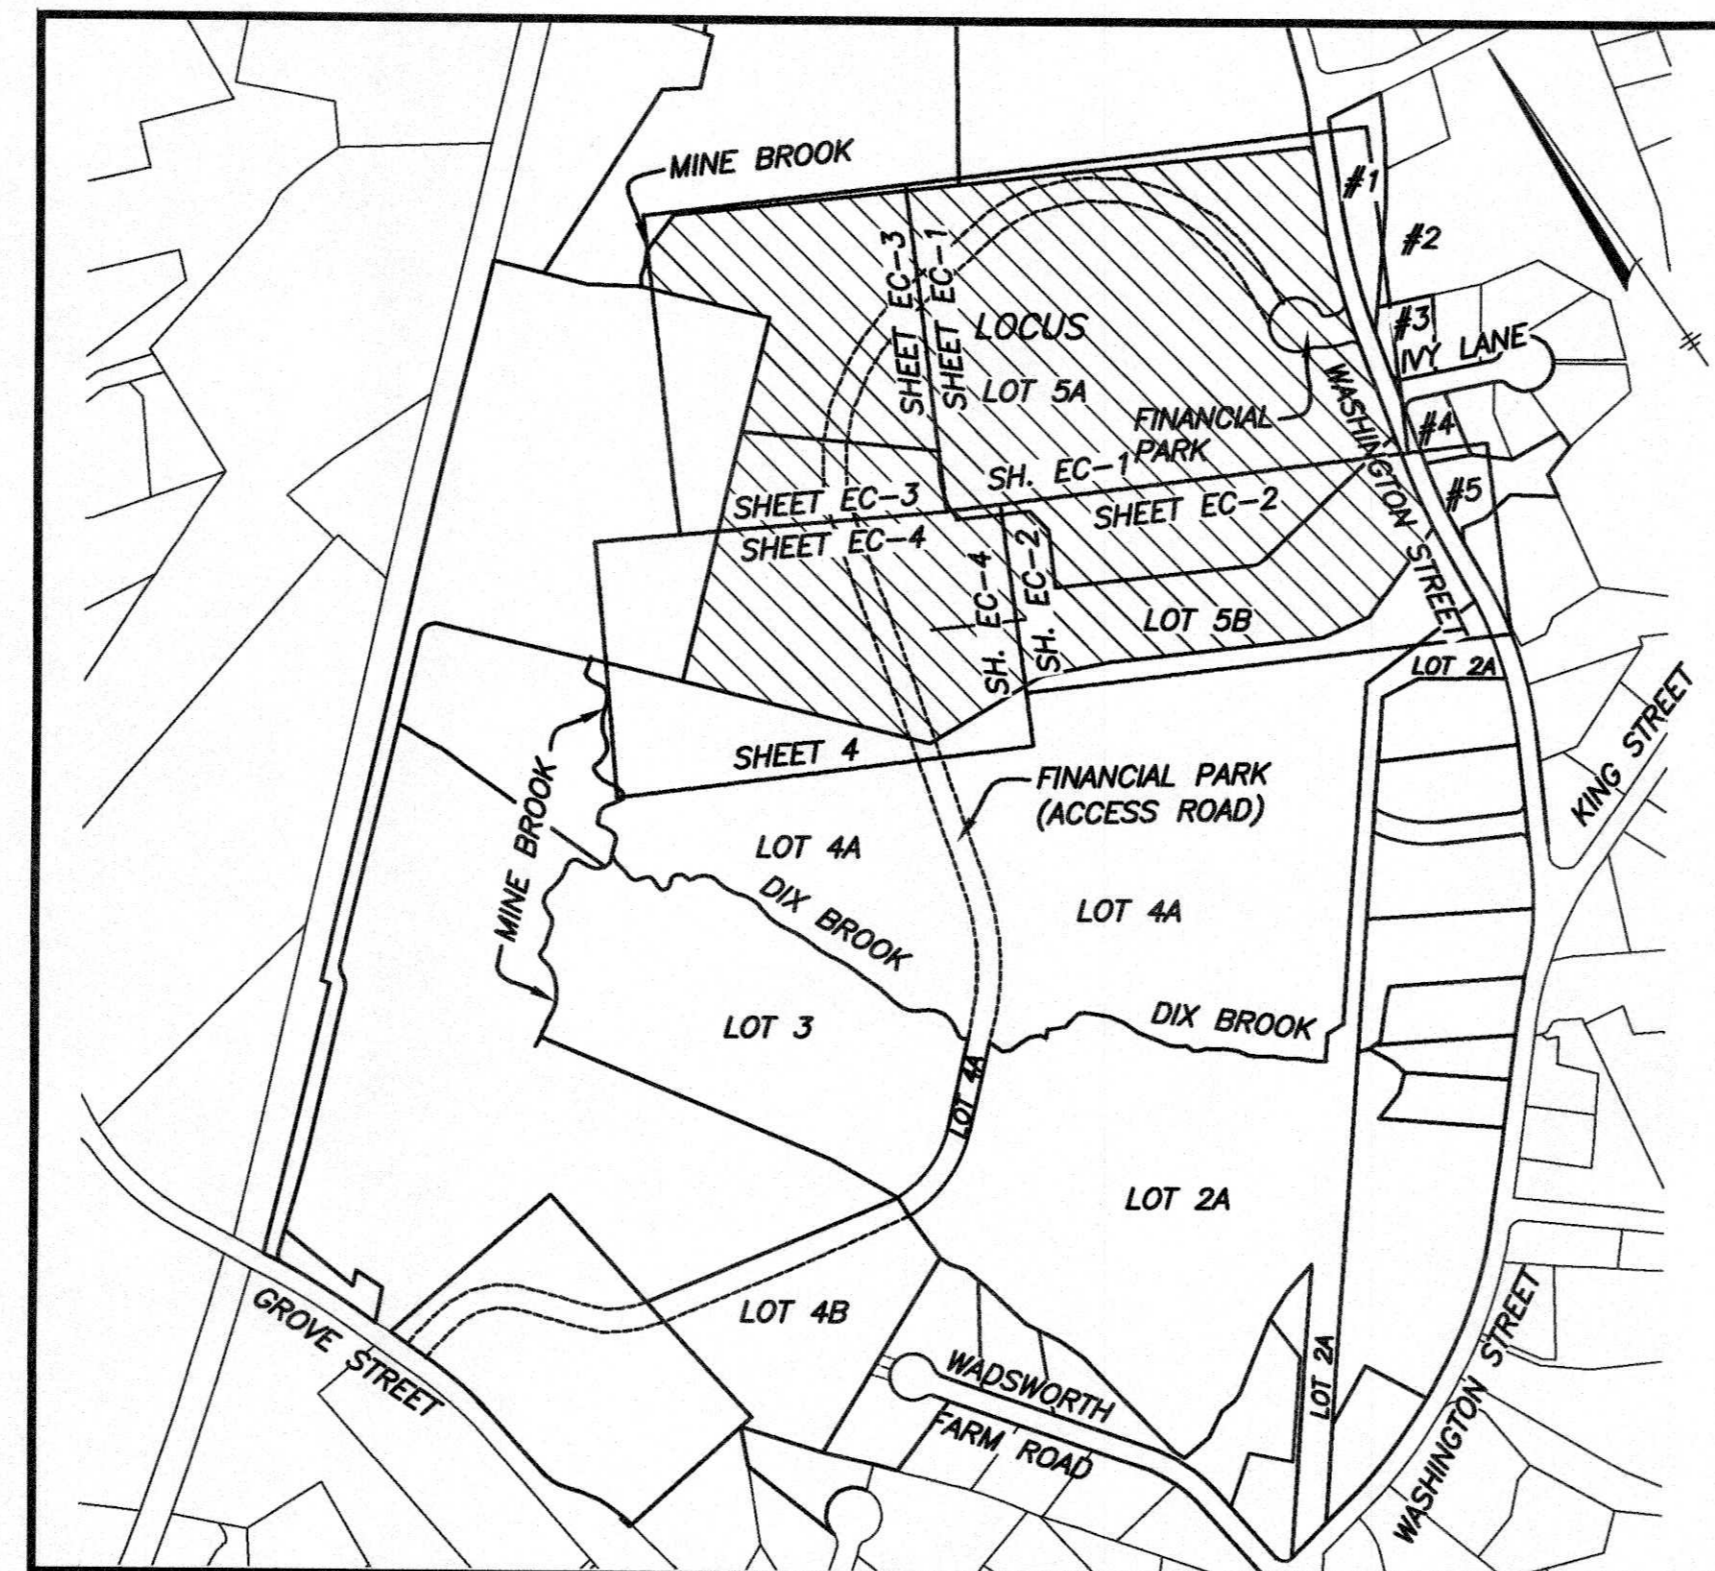 MINE BROOK
#1
#2
SHEET EC-3
SHEET EC-1
LOCUS
#3
IVY LANE
LOT 5A
WASHINGTON STREET
FINANCIAL
PARK
#4
SH. EC-1
SHEET EC-3
SHEET EC-2
#5
SHEET EC-4
SH. EC-4
SH. EC-2
LOT 5B
LOT 2A
SHEET 4
KING STREET
FINANCIAL PARK
(ACCESS ROAD)
MINE BROOK
LOT 4A
DIX BROOK
LOT 4A
LOT 3
DIX BROOK
LOT 4A
LOT 2A
GROVE STREET
LOT 4B
WADSWORTH
FARM ROAD
LOT 2A
WASHINGTON STREET